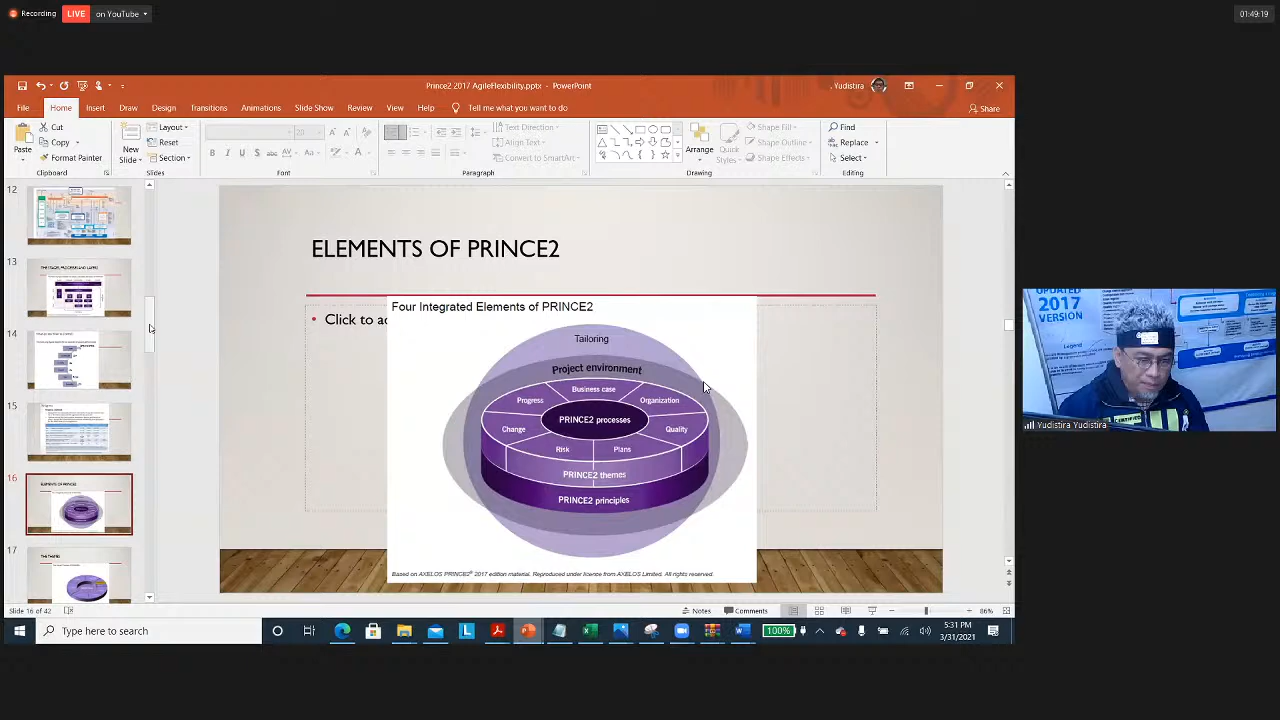 Recording
LIVE on YouTube
01:49:19
Prince2 2017 AgileFlexibility.pptx - PowerPoint
Yudistira
File Home Insert Draw Design Transitions Animations Slide Show Review View Help Tell me what you want to do
Share
Paste
Cut
Copy
Format Painter
Clipboard
New Slide
Layout
Reset
Section
Slides
20
Font
Text Direction
Align Text
Convert to SmartArt
Paragraph
Arrange
Quick Styles
Shape Fill
Shape Outline
Shape Effects
Drawing
Find
Replace
Select
Editing
12
13
14
15
16
ELEMENTS OF PRINCE2
17
ELEMENTS OF PRINCE2
• Click to ad
Four Integrated Elements of PRINCE2
Tailoring
Project environment
Business case
Progress
Organization
PRINCE2 processes
Change
Quality
Risk
Plans
PRINCE2 themes
PRINCE2 principles
Based on AXELOS PRINCE2® 2017 edition material. Reproduced under licence from AXELOS Limited. All rights reserved.
UPDATED
2017
VERSION
Legend
Yudistira Yudistira
Slide 16 of 42
Notes
Comments
86%
Type here to search
100%
5:31 PM
3/31/2021